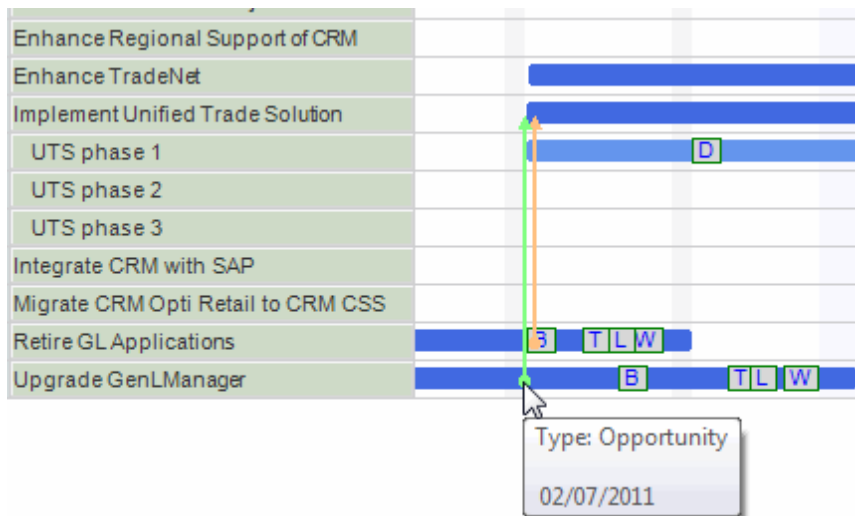 Enhance Regional Support of CRM
Enhance TradeNet
Implement Unified Trade Solution
UTS phase 1 D
UTS phase 2
UTS phase 3
Integrate CRM with SAP
Migrate CRM Opti Retail to CRM CSS
Retire GL Applications B T L W
Upgrade GenLManager B T L W
Type: Opportunity
02/07/2011